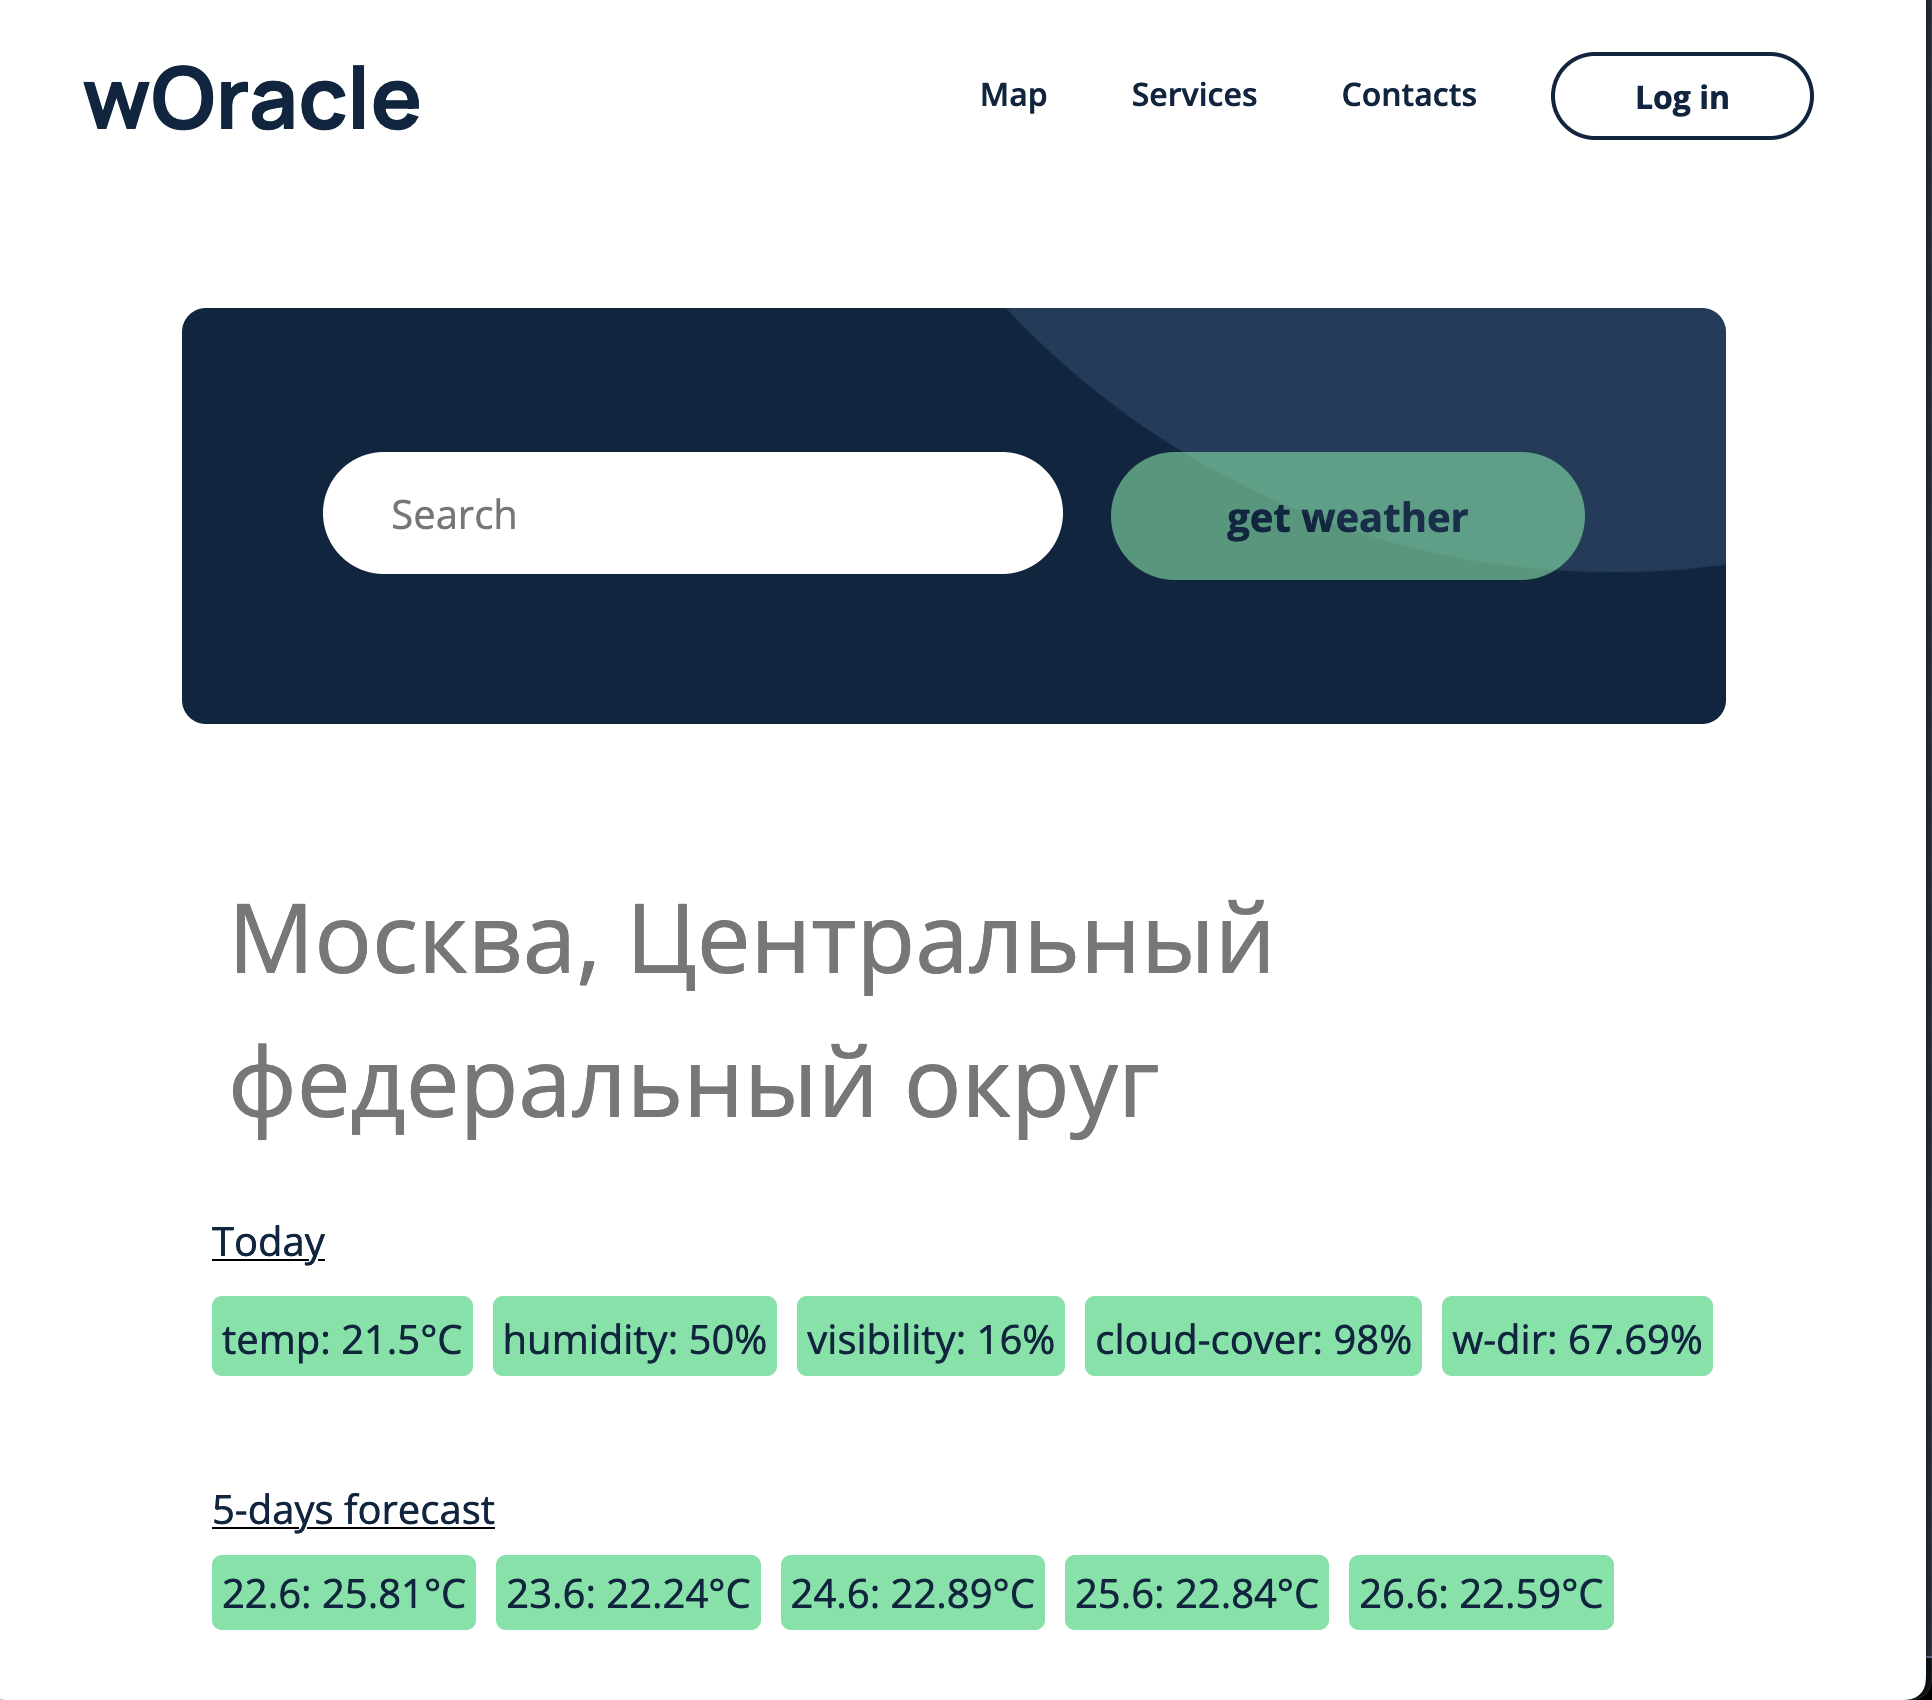 wOracle
Map Services Contacts Log in
Search get weather
Москва, Центральный
федеральный округ
Today
temp: 21.5°C humidity: 50% visibility: 16% cloud-cover: 98% w-dir: 67.69%
5-days forecast
22.6: 25.81°C 23.6: 22.24°C 24.6: 22.89°C 25.6: 22.84°C 26.6: 22.59°C